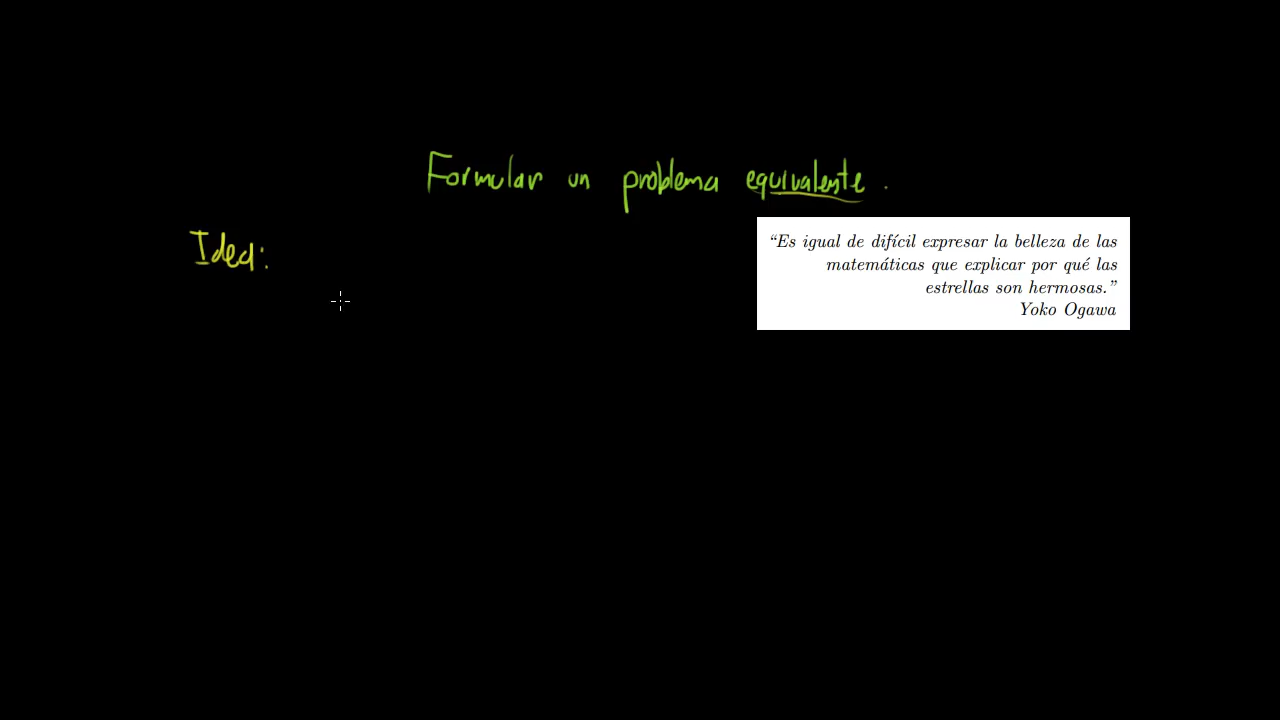 Formular un problema equivalente.
Idea:
“Es igual de difícil expresar la belleza de las
matemáticas que explicar por qué las
estrellas son hermosas.”
Yoko Ogawa